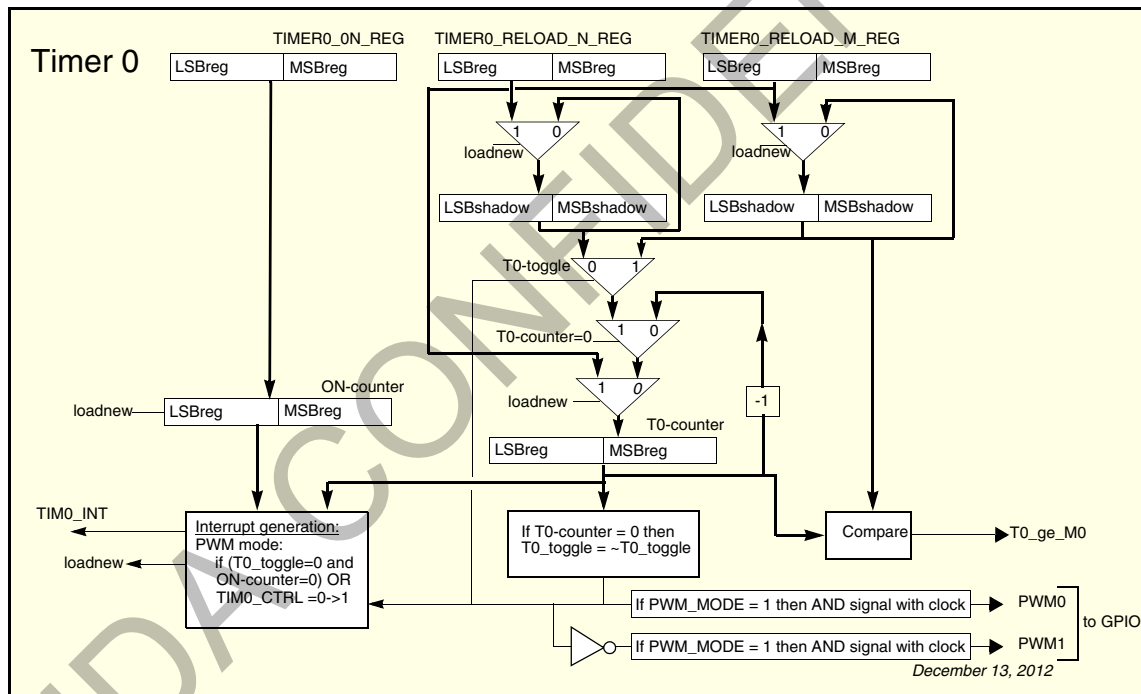 Timer 0
TIMER0_0N_REG
TIMER0_RELOAD_N_REG
TIMER0_RELOAD_M_REG
LSBreg MSBreg
LSBreg MSBreg
LSBreg MSBreg
1 0
loadnew
1 0
loadnew
LSBshadow MSBshadow
LSBshadow MSBshadow
T0-toggle
0 1
T0-counter=0
1 0
loadnew
1 0
-1
ON-counter
loadnew
LSBreg MSBreg
T0-counter
LSBreg MSBreg
TIM0_INT
loadnew
Interrupt generation:
PWM mode:
if (T0_toggle=0 and
ON-counter=0) OR
TIM0_CTRL =0->1
If T0-counter = 0 then
T0_toggle = ~T0_toggle
Compare
T0_ge_M0
If PWM_MODE = 1 then AND signal with clock
PWM0
If PWM_MODE = 1 then AND signal with clock
PWM1
to GPIO
December 13, 2012
IDA CONFIDE